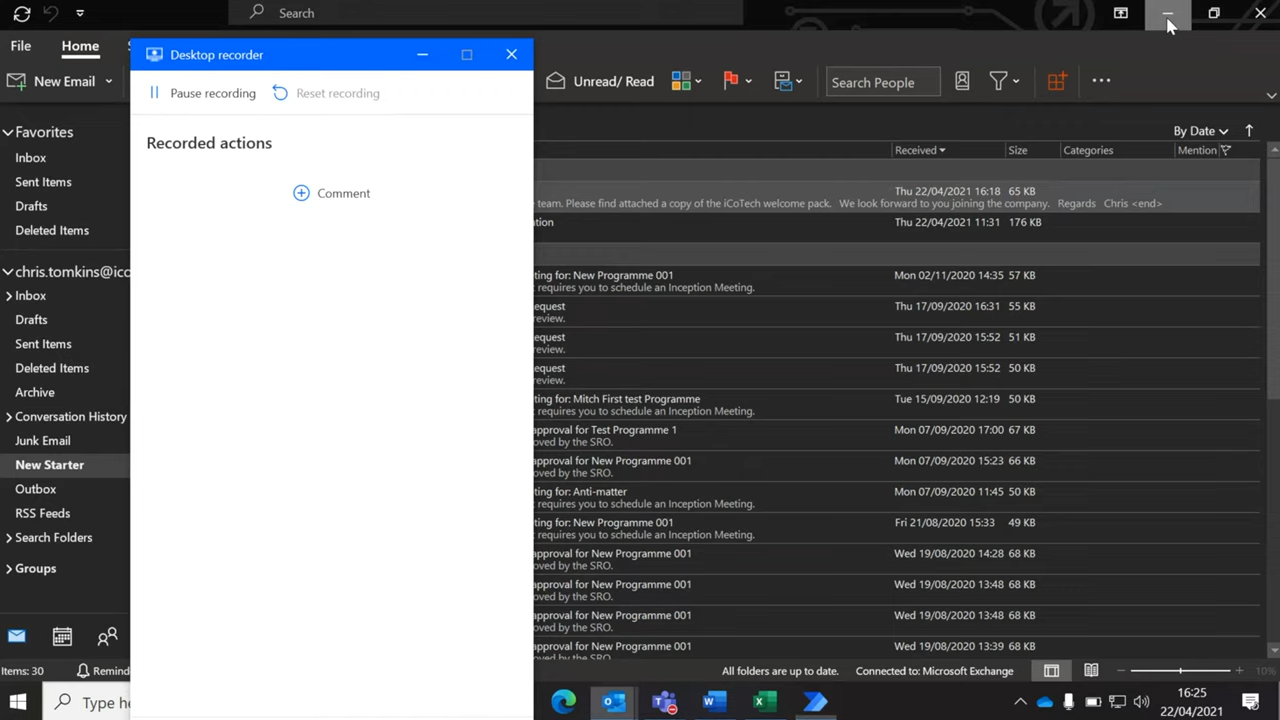 Search
File
Home
Desktop recorder
New Email
Unread/ Read
Search People
Pause recording
Reset recording
Favorites
Recorded actions
By Date
Received
Size
Categories
Mention
Inbox
Sent Items
Drafts
Deleted Items
Comment
Thu 22/04/2021 16:18 65 KB
e team. Please find attached a copy of the iCoTech welcome pack. We look forward to you joining the company. Regards Chris <end>
Thu 22/04/2021 11:31 176 KB
chris.tomkins@ico
Inbox
Drafts
Sent Items
Deleted Items
Archive
Conversation History
Junk Email
New Starter
Outbox
RSS Feeds
Search Folders
Groups
ting for: New Programme 001 Mon 02/11/2020 14:35 57 KB
t requires you to schedule an Inception Meeting.
equest Thu 17/09/2020 16:31 55 KB
review.
equest Thu 17/09/2020 15:52 51 KB
review.
equest Thu 17/09/2020 15:52 50 KB
review.
ting for: Mitch First test Programme Tue 15/09/2020 12:19 50 KB
t requires you to schedule an Inception Meeting.
approval for Test Programme 1 Mon 07/09/2020 17:00 67 KB
oved by the SRO.
approval for New Programme 001 Mon 07/09/2020 15:23 66 KB
oved by the SRO.
ting for: Anti-matter Mon 07/09/2020 11:45 50 KB
t requires you to schedule an Inception Meeting.
ting for: New Programme 001 Fri 21/08/2020 15:33 49 KB
t requires you to schedule an Inception Meeting.
approval for New Programme 001 Wed 19/08/2020 14:28 68 KB
oved by the SRO.
approval for New Programme 001 Wed 19/08/2020 13:48 68 KB
oved by the SRO.
approval for New Programme 001 Wed 19/08/2020 13:48 68 KB
oved by the SRO.
approval for New Programme 001 Wed 19/08/2020 13:39 68 KB
Items: 30
Remind
All folders are up to date.
Connected to: Microsoft Exchange
10%
Type he
16:25
22/04/2021